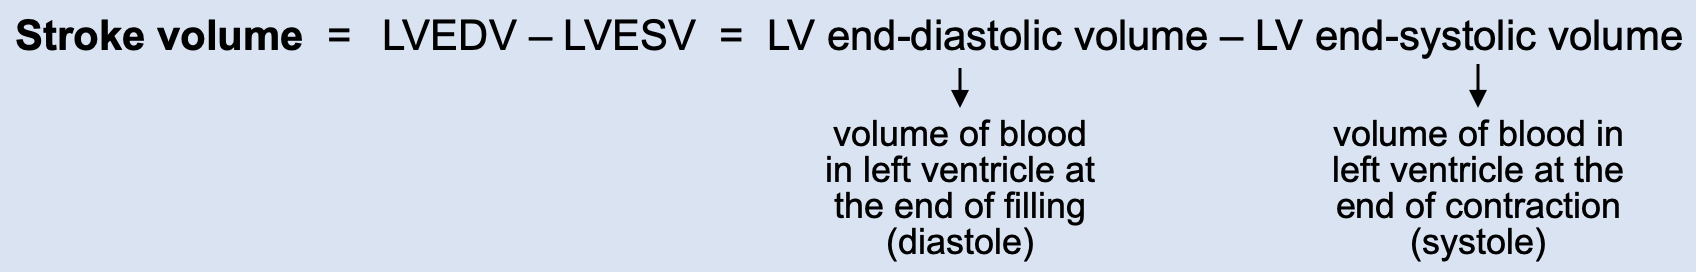 Stroke volume = LVEDV – LVESV = LV end-diastolic volume – LV end-systolic volume
volume of blood
in left ventricle at
the end of filling
(diastole)
volume of blood in
left ventricle at the
end of contraction
(systole)